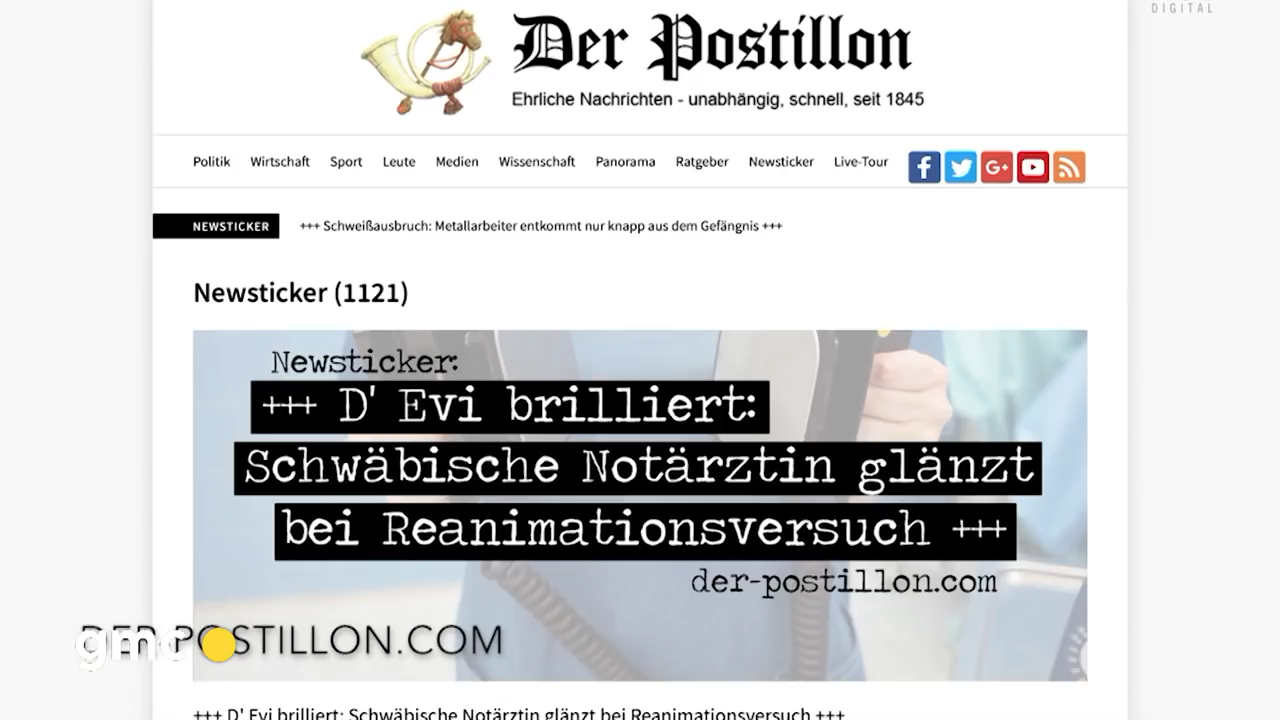 DIGITAL
Der Postillon
Ehrliche Nachrichten - unabhängig, schnell, seit 1845
Politik Wirtschaft Sport Leute Medien Wissenschaft Panorama Ratgeber Newsticker Live-Tour
NEWSTICKER +++ Schweißausbruch: Metallarbeiter entkommt nur knapp aus dem Gefängnis +++
Newsticker (1121)
Newsticker:
+++ D' Evi brilliert:
Schwäbische Notärztin glänzt
bei Reanimationsversuch +++
der-postillon.com
DER-POSTILLON.COM
+++ D' Evi brilliert: Schwäbische Notärztin glänzt bei Reanimationsversuch +++